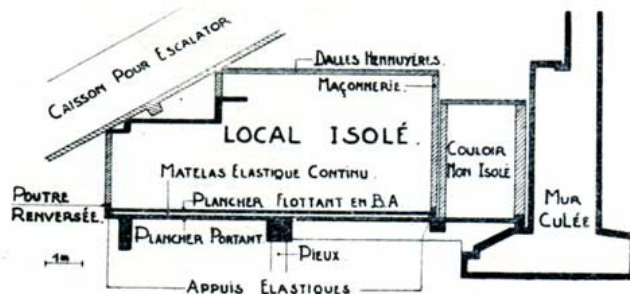 CAISSON POUR ESCALATOR
DALLES HENNUYÈRES.
MAÇONNERIE.
LOCAL ISOLÉ.
COULOIR
NON ISOLÉ
MATELAS ELASTIQUE CONTINU.
POUTRE
RENVERSÉE.
PLANCHER FLOTTANT EN B.A
MUR
CULÉE
PLANCHER PORTANT.
PIEUX
1m
APPUIS ELASTIQUES